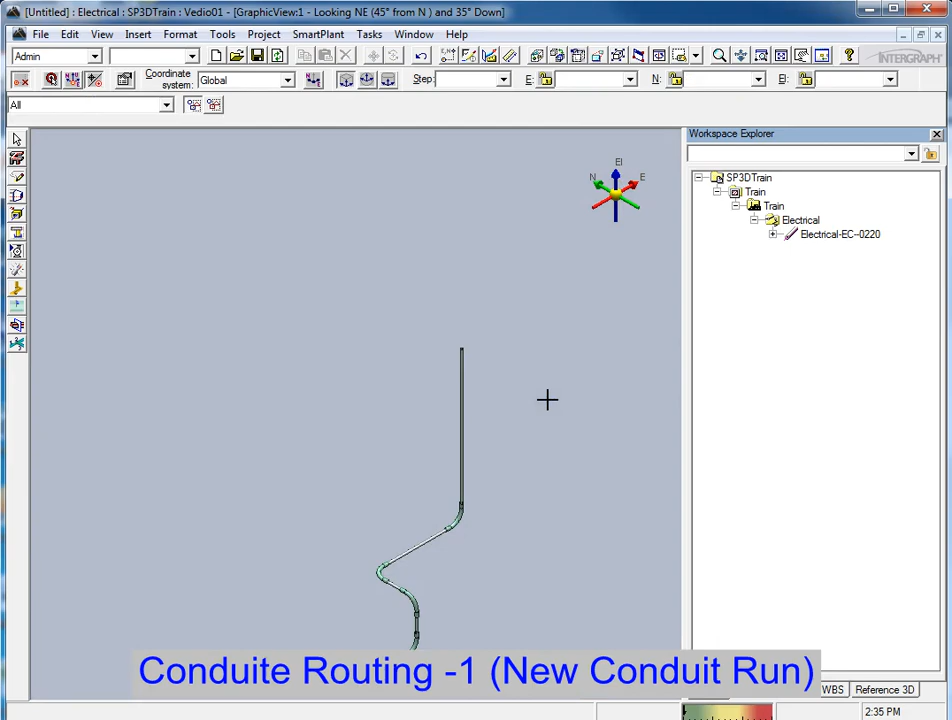 [Untitled] : Electrical : SP3DTrain : Vedio01 - [GraphicView:1 - Looking NE (45° from N ) and 35° Down]
File Edit View Insert Format Tools Project SmartPlant Tasks Window Help
Admin
INTERGRAPH
Coordinate system: Global Step: E: N: El:
All
Workspace Explorer
El
N E
SP3DTrain
Train
Train
Electrical
Electrical-EC--0220
Conduite Routing -1 (New Conduit Run)
WBS Reference 3D
2:35 PM